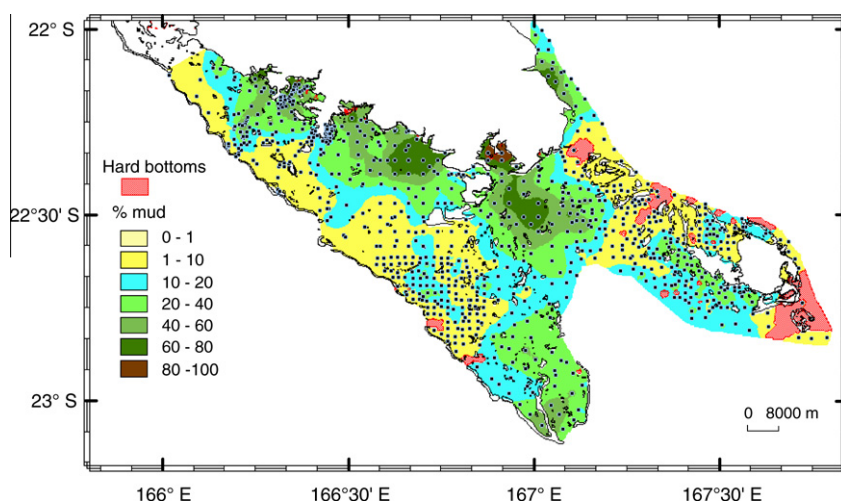 22° S
Hard bottoms
% mud
22°30' S
0 - 1
1 - 10
10 - 20
20 - 40
40 - 60
60 - 80
80 -100
23° S
0 8000 m
166° E
166°30' E
167° E
167°30' E